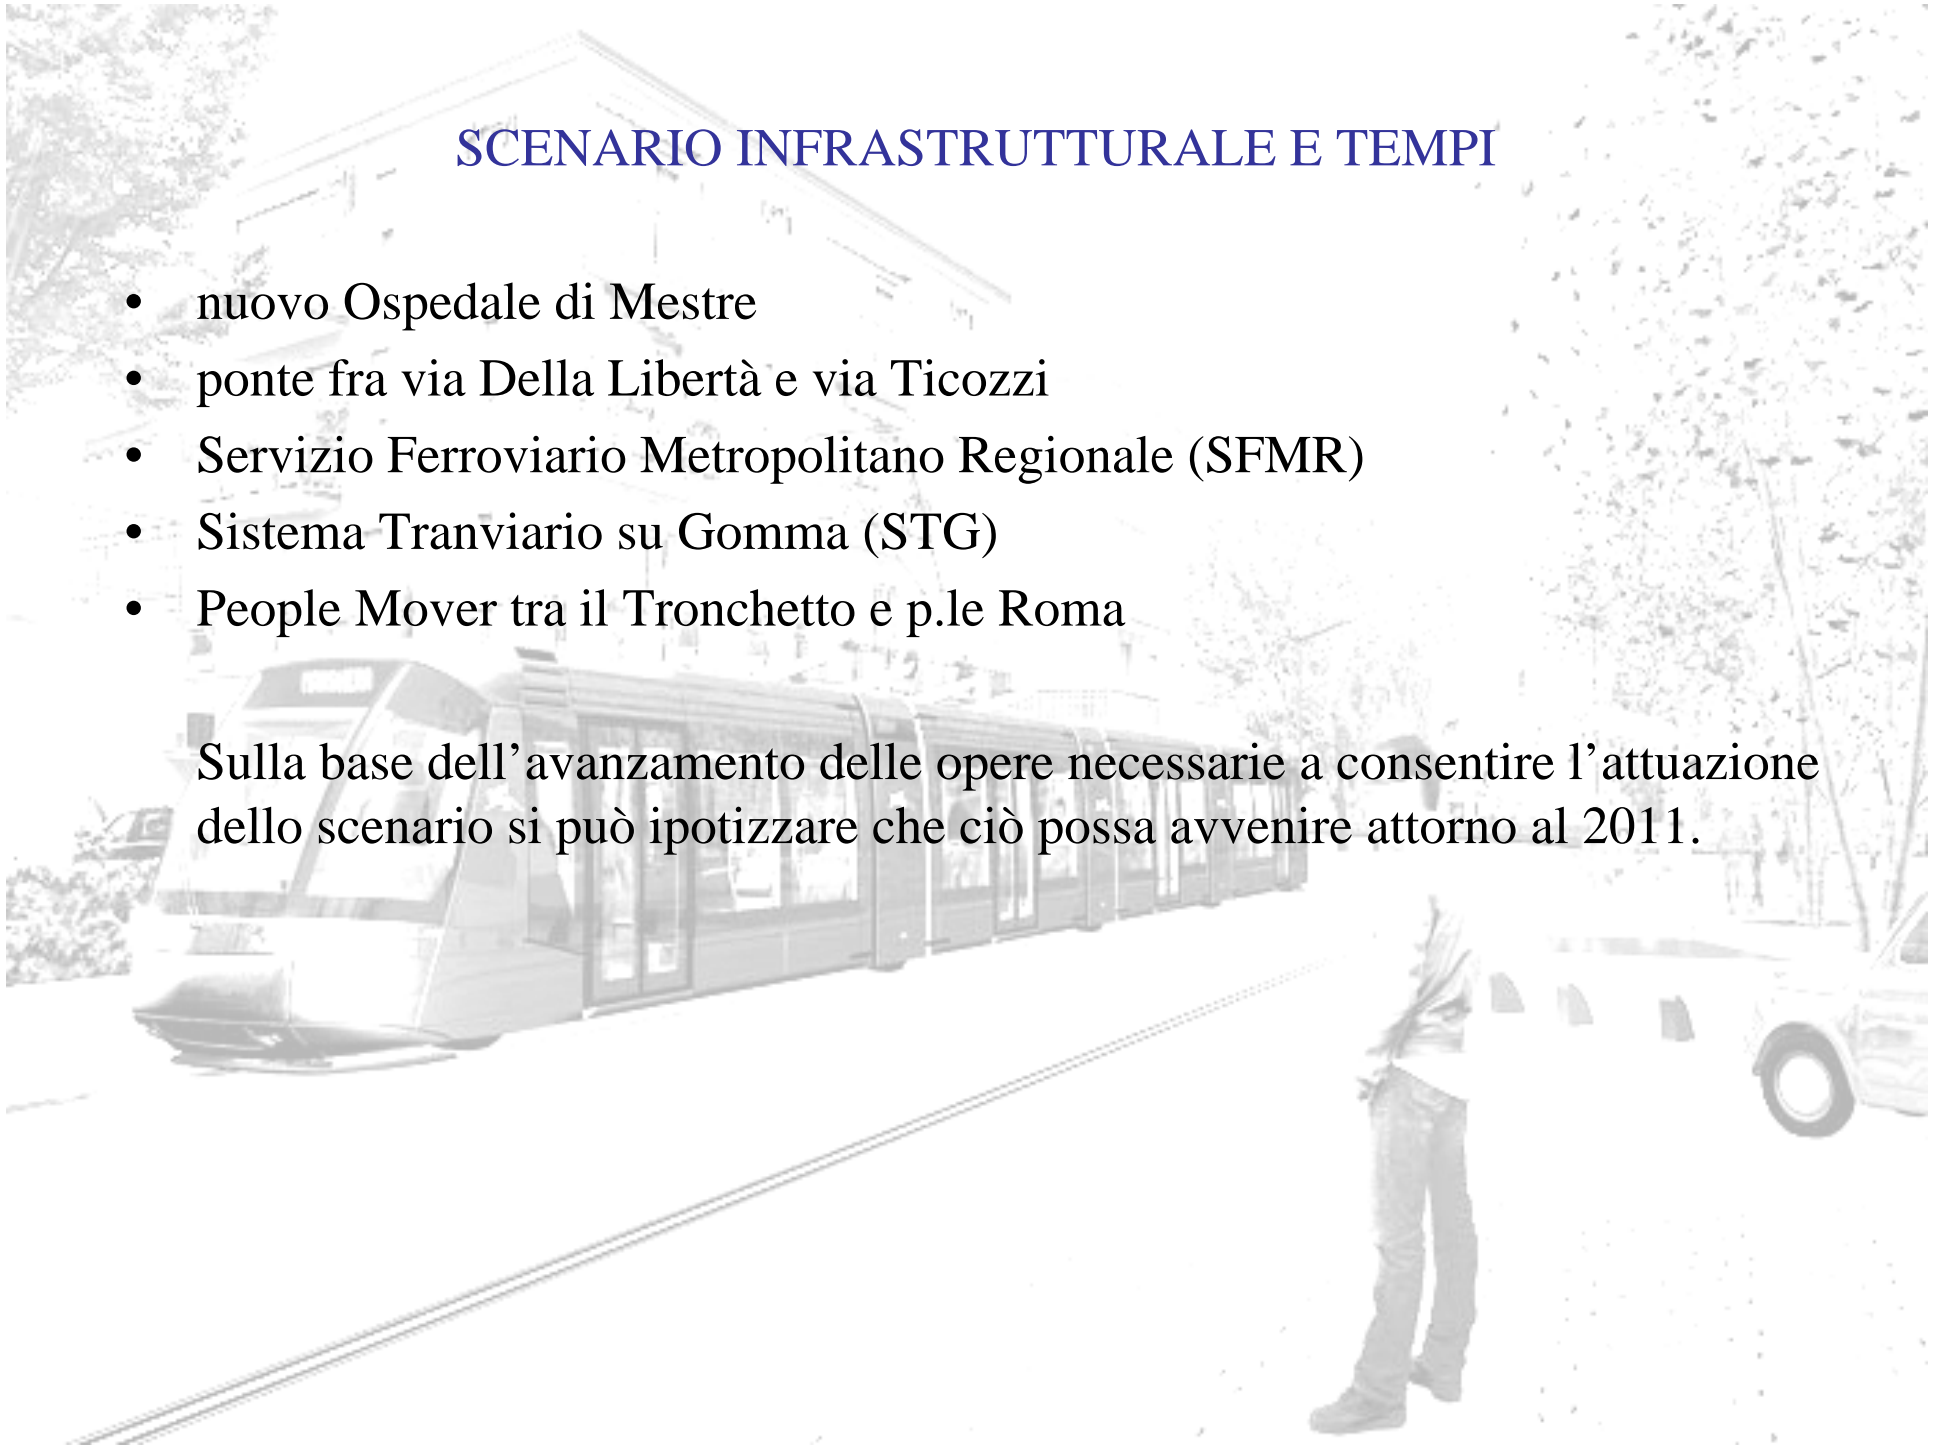 SCENARIO INFRASTRUTTURALE E TEMPI
• nuovo Ospedale di Mestre
• ponte fra via Della Libertà e via Ticozzi
• Servizio Ferroviario Metropolitano Regionale (SFMR)
• Sistema Tranviario su Gomma (STG)
• People Mover tra il Tronchetto e p.le Roma
Sulla base dell’avanzamento delle opere necessarie a consentire l’attuazione
dello scenario si può ipotizzare che ciò possa avvenire attorno al 2011.